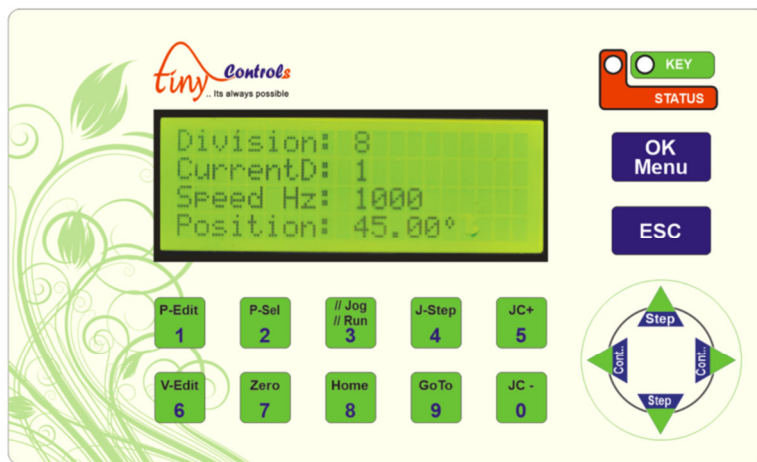 tiny Controls
.. Its always possible
KEY
STATUS
Division: 8
CurrentD: 1
Speed Hz: 1000
Position: 45.00°
OK
Menu
ESC
P-Edit
1
P-Sel
2
// Jog
// Run
3
J-Step
4
JC+
5
V-Edit
6
Zero
7
Home
8
GoTo
9
JC -
0
Step
Cont..
Cont..
Step